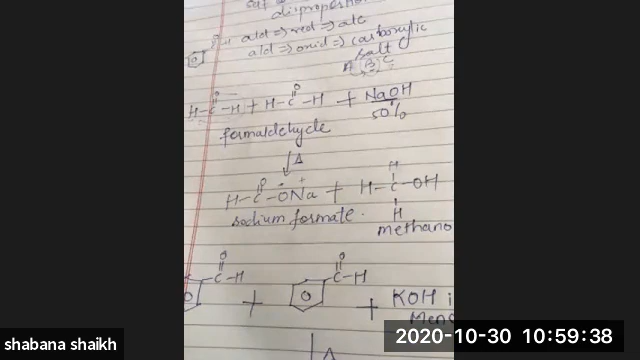 disproportion
ald ⇒ red ⇒ alc
ald ⇒ oxid ⇒ carboxylic
salt
A B C
O O
H-C-H + H-C-H + NaOH
50%
formaldehyde
↓ Δ
O - + H
H-C-ONa + H-C-OH
H
sodium formate. methano
O O
C-H C-H
+ + KOH i
Δ
shabana shaikh
2020-10-30 10:59:38